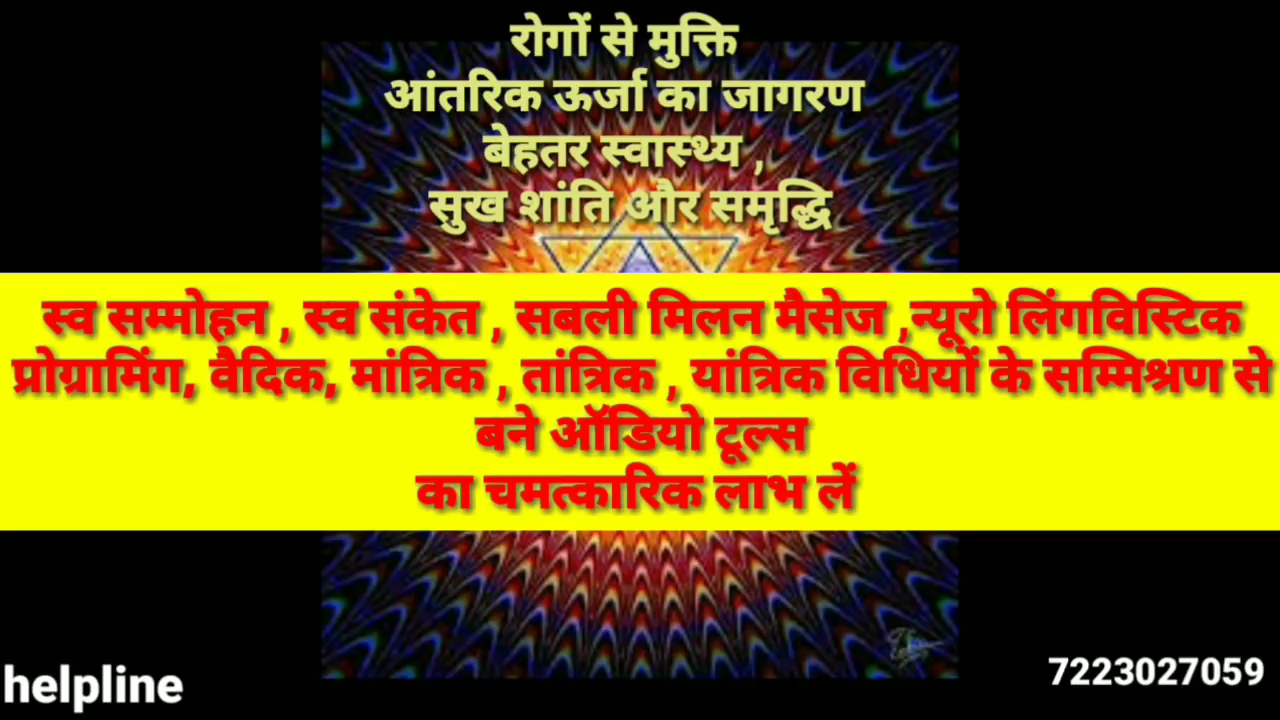 रोगों से मुक्ति
आंतरिक ऊर्जा का जागरण
बेहतर स्वास्थ्य ,
सुख शांति और समृद्धि
स्व सम्मोहन , स्व संकेत , सबली मिलन मैसेज ,न्यूरो लिंगविस्टिक
प्रोग्रामिंग, वैदिक, मांत्रिक , तांत्रिक , यांत्रिक विधियों के सम्मिश्रण से
बने ऑडियो टूल्स
का चमत्कारिक लाभ लें
helpline
7223027059